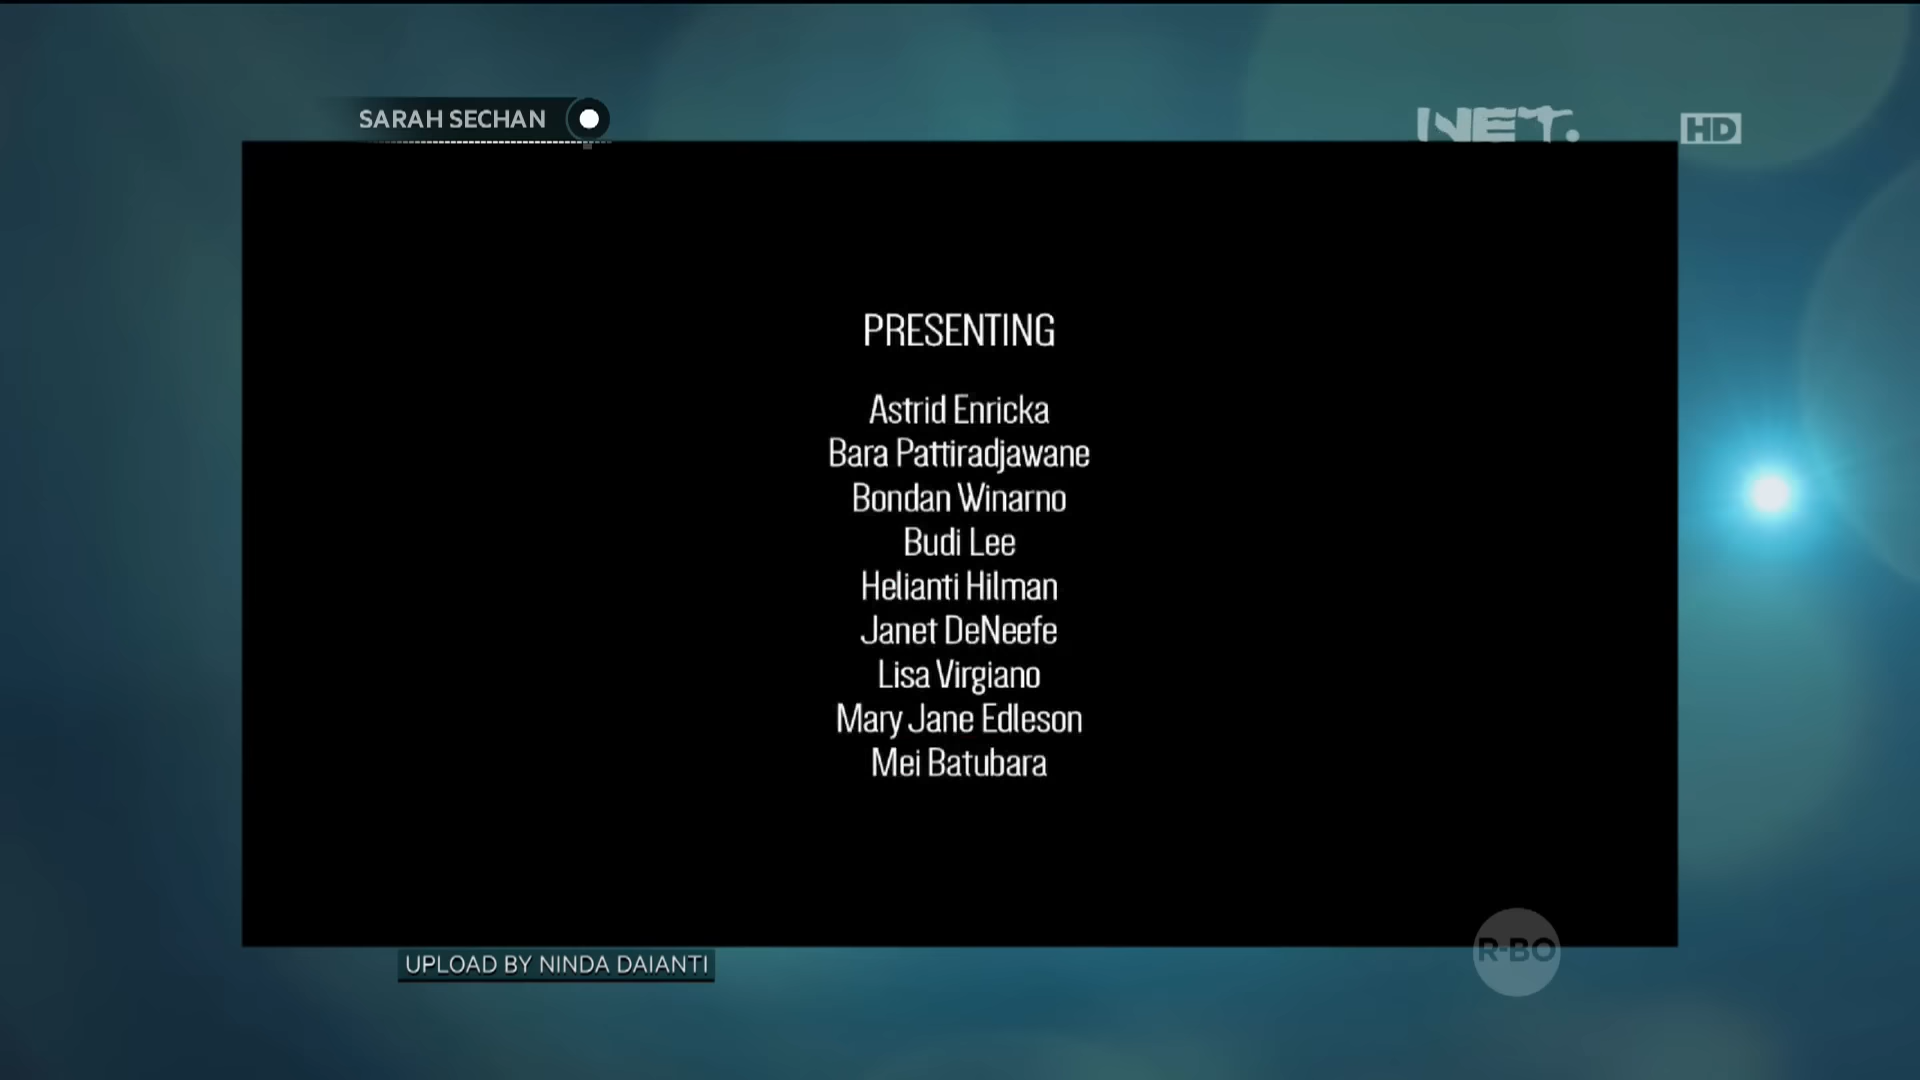 SARAH SECHAN
NET.
HD
PRESENTING
Astrid Enricka
Bara Pattiradjawane
Bondan Winarno
Budi Lee
Helianti Hilman
Janet DeNeefe
Lisa Virgiano
Mary Jane Edleson
Mei Batubara
UPLOAD BY NINDA DAIANTI
R-BO